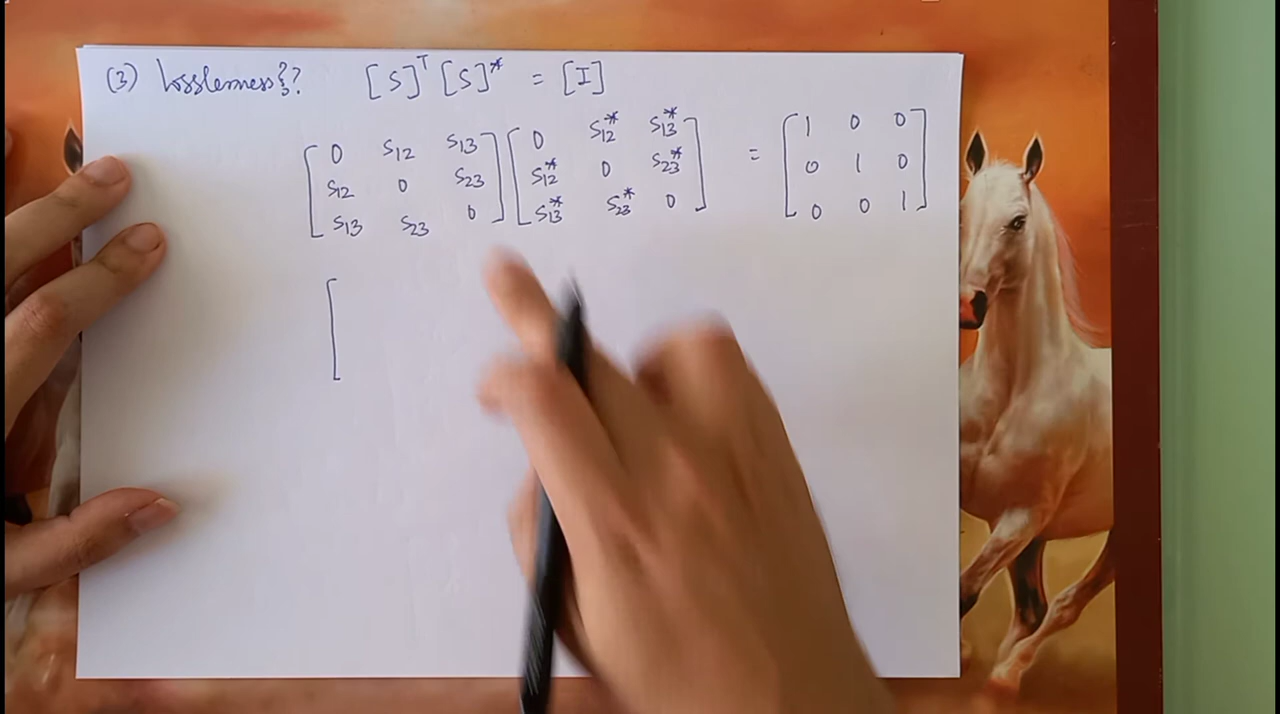 (3) losslessness}? [S]ᵀ [S]* = [I]
[ 0 S12 S13 ] [ 0 S12* S13* ] = [ 1 0 0 ]
[ S12 0 S23 ] [ S12* 0 S23* ] [ 0 1 0 ]
[ S13 S23 0 ] [ S13* S23* 0 ] [ 0 0 1 ]
[